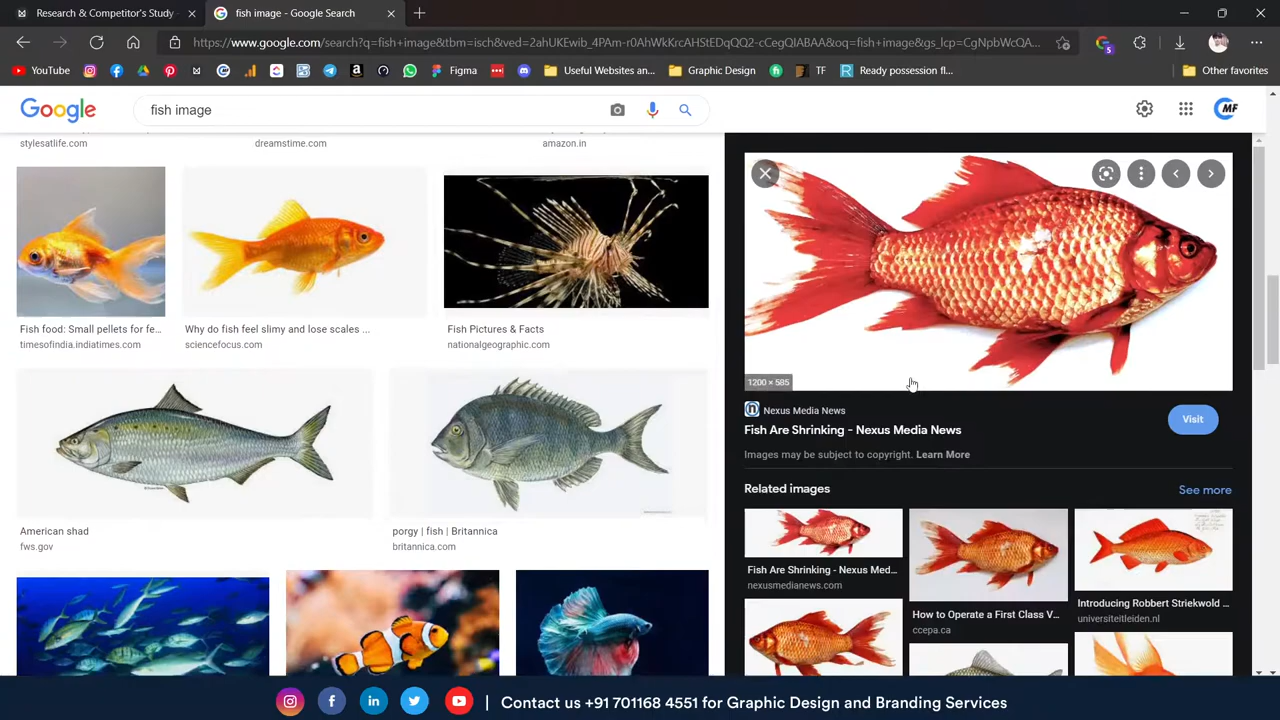 Research & Competitor's Study -
fish image - Google Search
https://www.google.com/search?q=fish+image&tbm=isch&ved=2ahUKEwib_4PAm-r0AhWkKrcAHStEDqQQ2-cCegQIABAA&oq=fish+image&gs_lcp=CgNpbWcQA...
5
YouTube
Figma
Useful Websites an...
Graphic Design
TF
Ready possession fl...
Other favorites
Google
fish image
MF
stylesatlife.com
dreamstime.com
amazon.in
Fish food: Small pellets for fe...
timesofindia.indiatimes.com
Why do fish feel slimy and lose scales ...
sciencefocus.com
Fish Pictures & Facts
nationalgeographic.com
American shad
fws.gov
porgy | fish | Britannica
britannica.com
1200 × 585
Nexus Media News
Fish Are Shrinking - Nexus Media News
Visit
Images may be subject to copyright. Learn More
Related images
See more
Fish Are Shrinking - Nexus Med...
nexusmedianews.com
How to Operate a First Class V...
ccepa.ca
Introducing Robbert Striekwold ...
universiteitleiden.nl
| Contact us +91 701168 4551 for Graphic Design and Branding Services